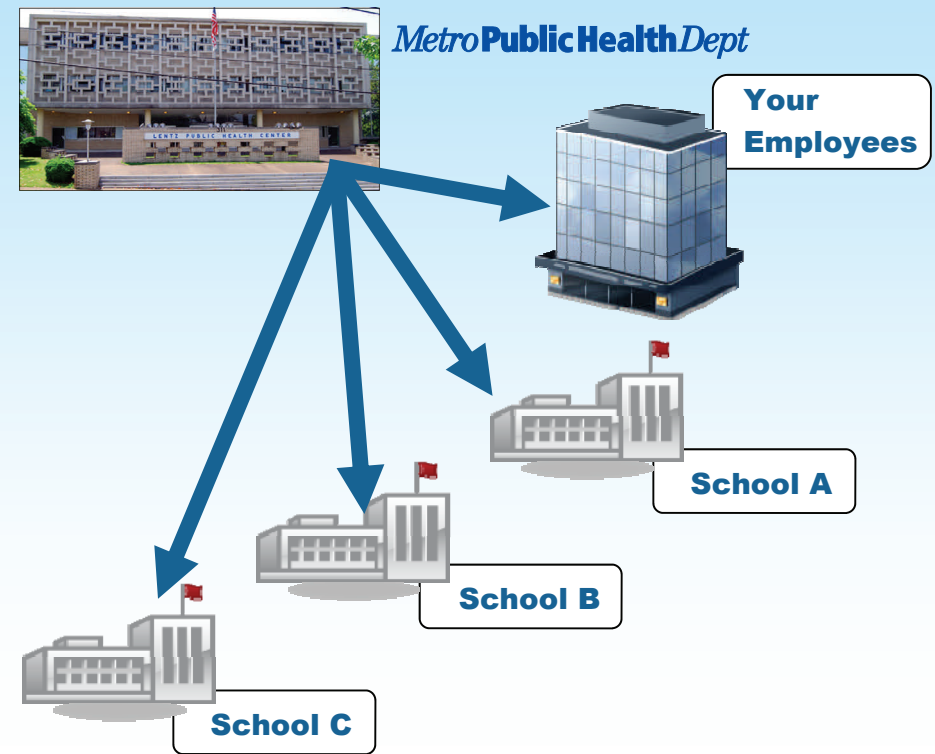 Metro Public Health Dept
LENTZ PUBLIC HEALTH CENTER
Your
Employees
School A
School B
School C